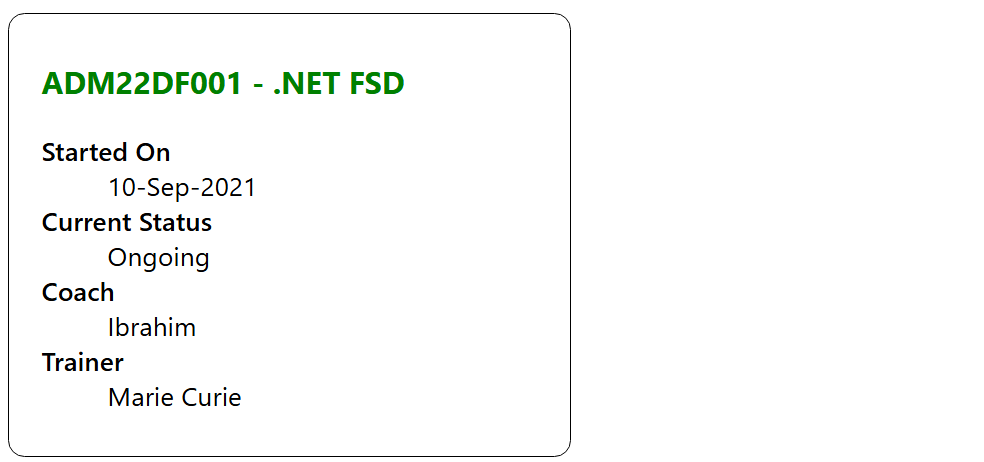 ADM22DF001 - .NET FSD
Started On
10-Sep-2021
Current Status
Ongoing
Coach
Ibrahim
Trainer
Marie Curie